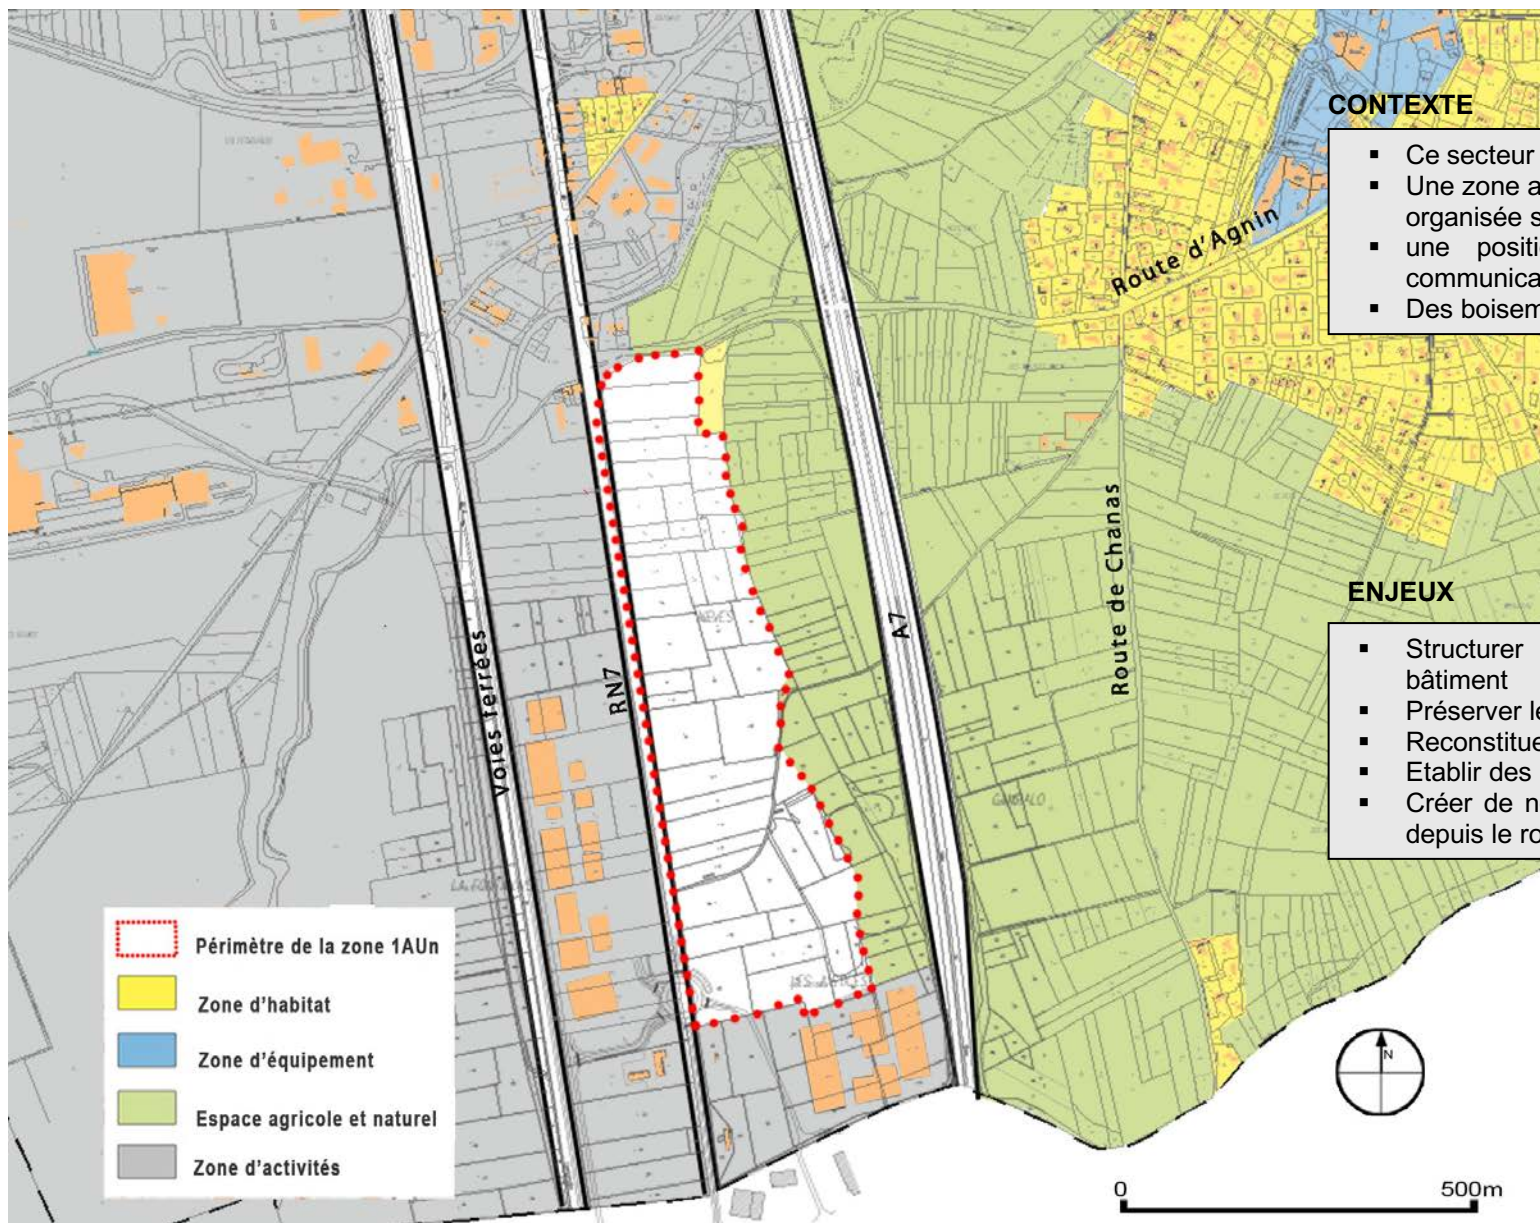 CONTEXTE
▪ Ce secteur
▪ Une zone a
organisée s
▪ une positi
communica
▪ Des boisem
Route d'Agnin
ENJEUX
▪ Structurer
bâtiment
▪ Préserver le
▪ Reconstitue
▪ Etablir des
▪ Créer de n
depuis le ro
Route de Chanas
A7
RN7
Voies ferrées
Périmètre de la zone 1AUn
Zone d'habitat
Zone d'équipement
Espace agricole et naturel
Zone d'activités
N
0 500m